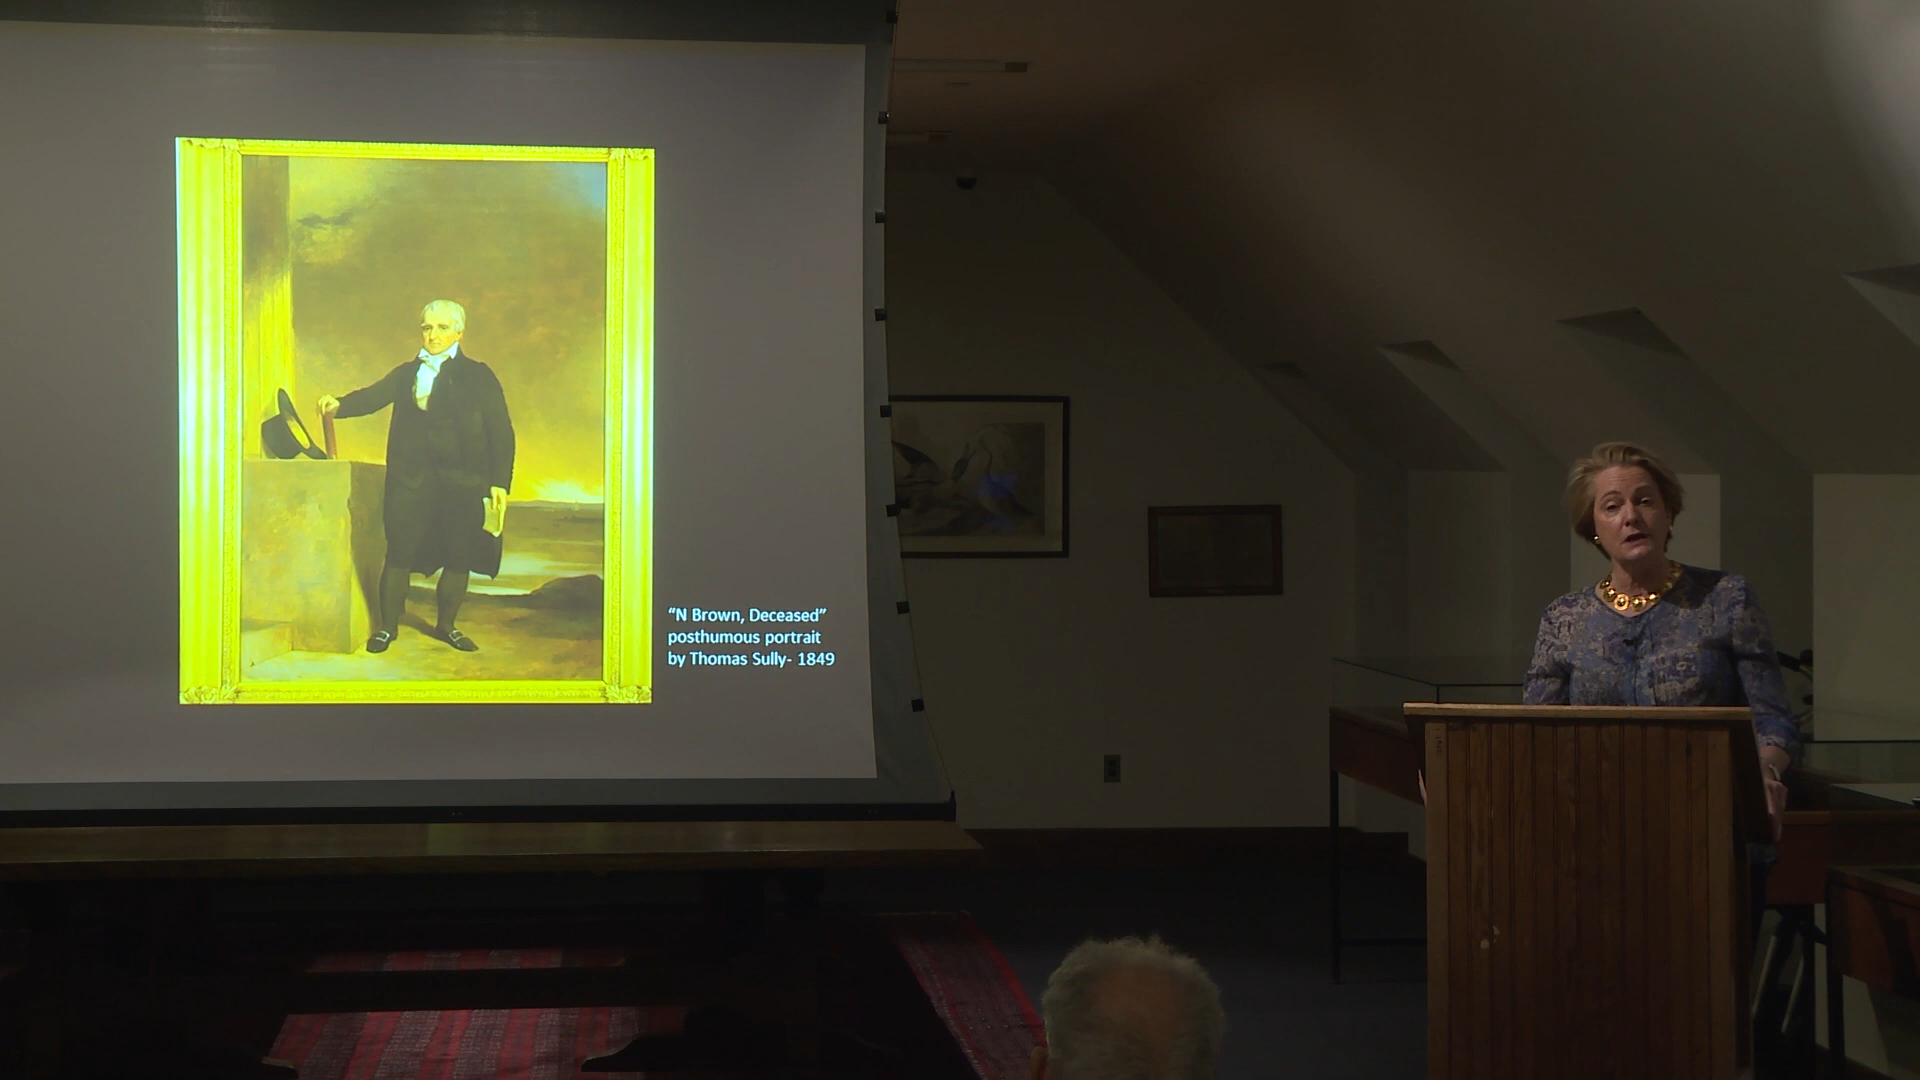 “N Brown, Deceased”
posthumous portrait
by Thomas Sully- 1849